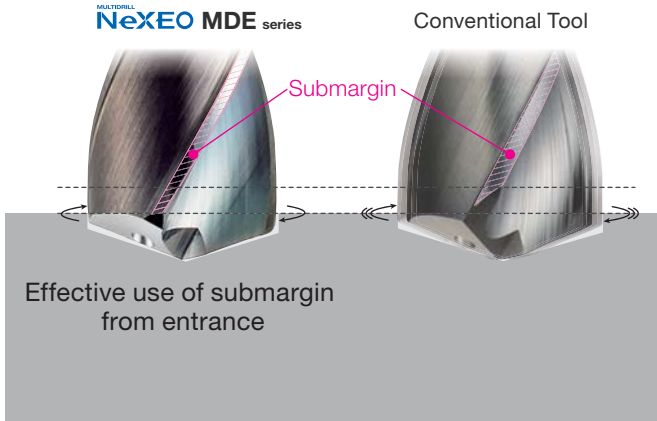 MULTIDRILL
NeXEO MDE series
Conventional Tool
Submargin
Effective use of submargin
from entrance